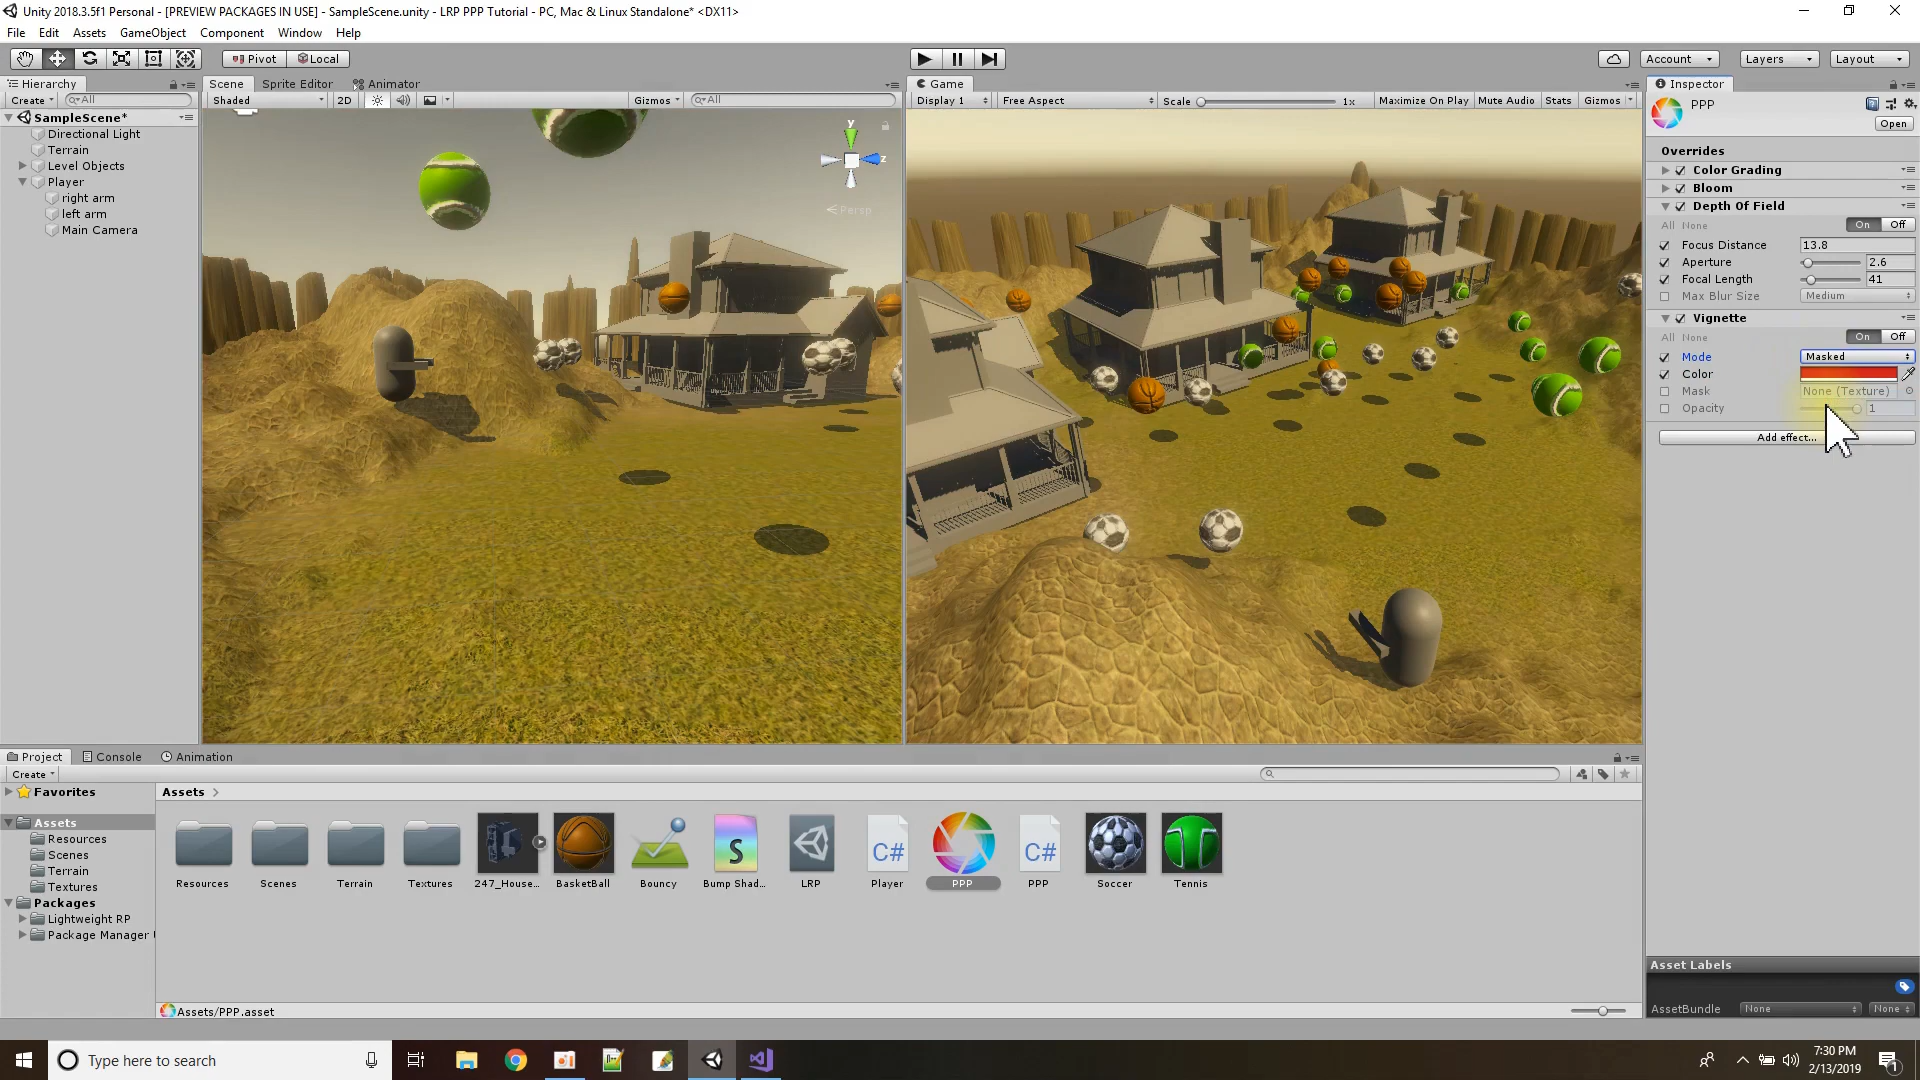 Unity 2018.3.5f1 Personal - [PREVIEW PACKAGES IN USE] - SampleScene.unity - LRP PPP Tutorial - PC, Mac & Linux Standalone* <DX11>
File Edit Assets GameObject Component Window Help
Pivot Local Account Layers Layout
Hierarchy Scene Sprite Editor Animator Game Inspector
Create All Shaded 2D Gizmos All Display 1 Free Aspect Scale 1x Maximize On Play Mute Audio Stats Gizmos
SampleScene*
Directional Light
Terrain
Level Objects
Player
right arm
left arm
Main Camera
y
z
Persp
PPP
Open
Overrides
Color Grading
Bloom
Depth Of Field
All None On Off
Focus Distance 13.8
Aperture 2.6
Focal Length 41
Max Blur Size Medium
Vignette
All None On Off
Mode Masked
Color
Mask None (Texture)
Opacity 1
Add effect...
Project Console Animation
Create
Favorites
Assets
Resources
Scenes
Terrain
Textures
Packages
Lightweight RP
Package Manager
Assets >
S
C#
C#
Resources Scenes Terrain Textures 247_House... BasketBall Bouncy Bump Shad... LRP Player PPP PPP Soccer Tennis
Assets/PPP.asset
Asset Labels
AssetBundle None None
Type here to search
7:30 PM
2/13/2019
1